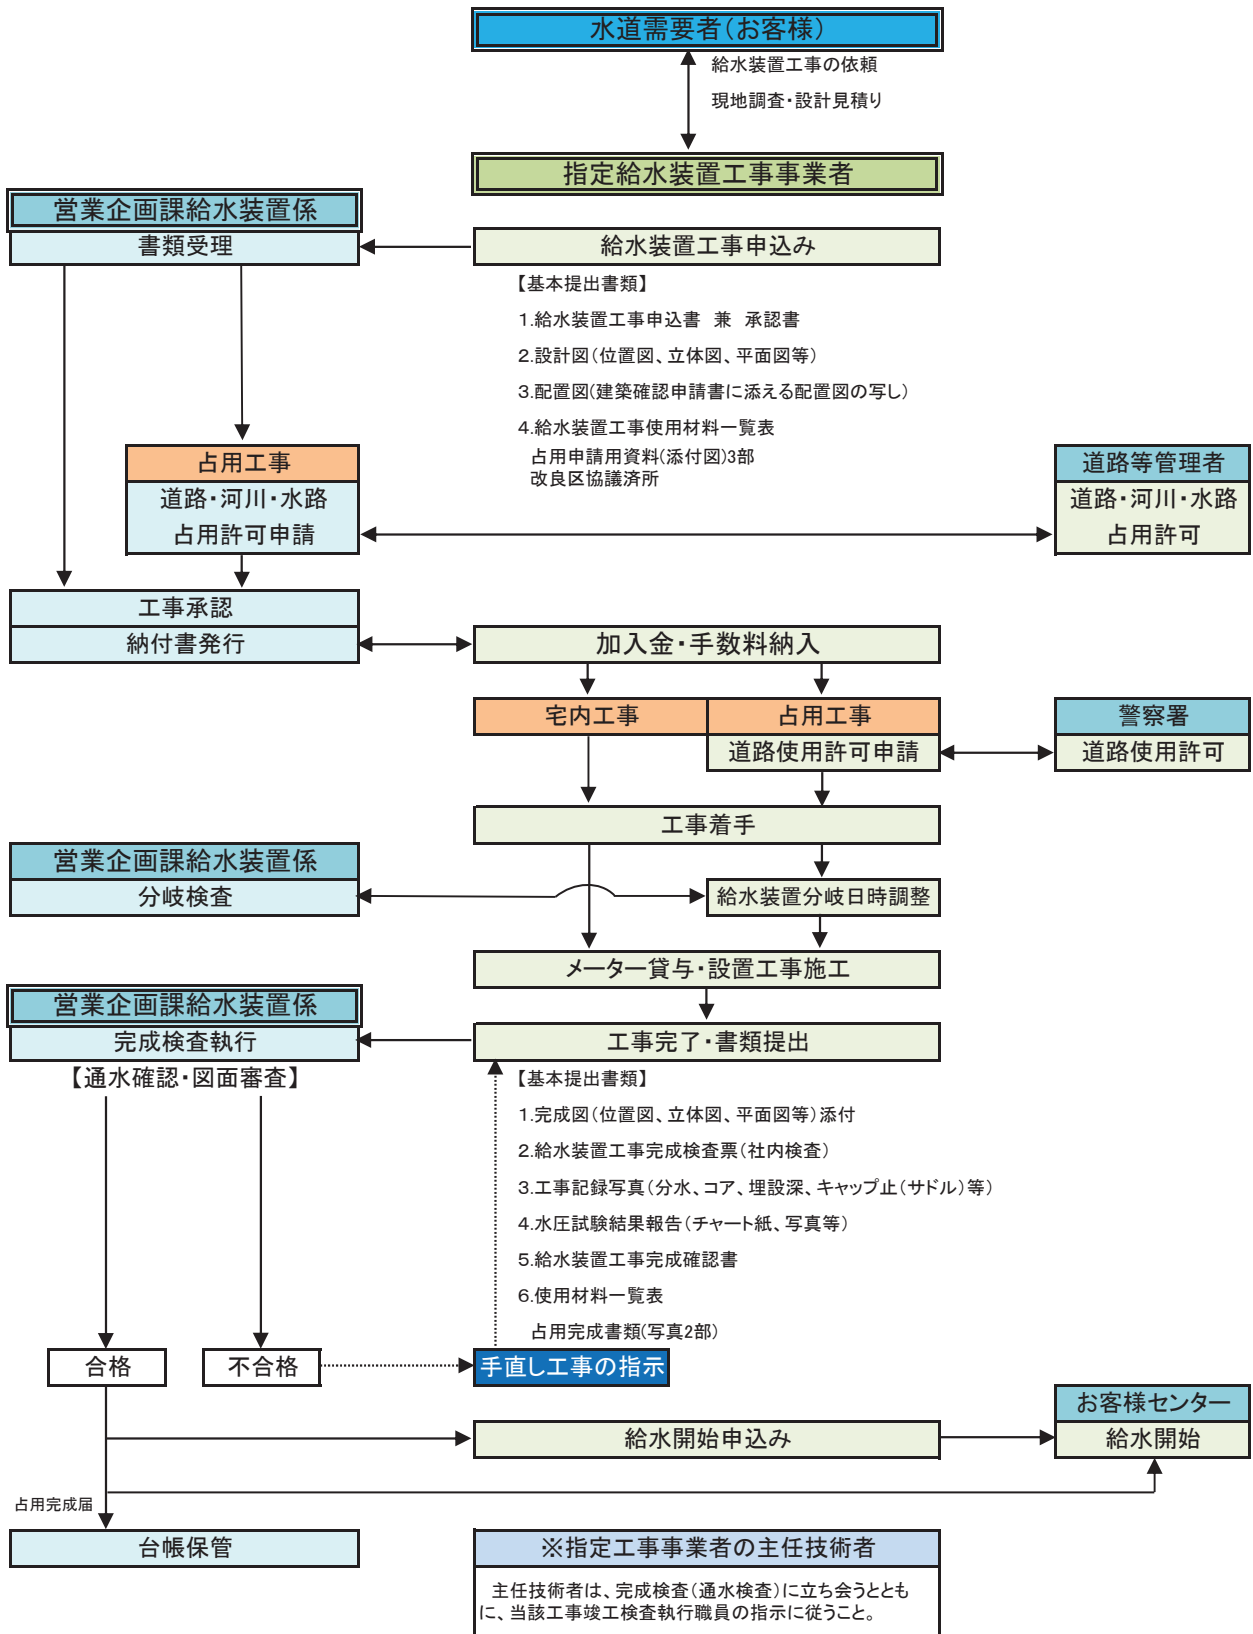 水道需要者(お客様)
給水装置工事の依頼
現地調査・設計見積り
指定給水装置工事事業者
営業企画課給水装置係
書類受理
給水装置工事申込み
【基本提出書類】
1.給水装置工事申込書 兼 承認書
2.設計図(位置図、立体図、平面図等)
3.配置図(建築確認申請書に添える配置図の写し)
4.給水装置工事使用材料一覧表
占用申請用資料(添付図)3部
改良区協議済所
占用工事
道路・河川・水路
占用許可申請
道路等管理者
道路・河川・水路
占用許可
工事承認
納付書発行
加入金・手数料納入
宅内工事
占用工事
道路使用許可申請
警察署
道路使用許可
工事着手
営業企画課給水装置係
分岐検査
給水装置分岐日時調整
メーター貸与・設置工事施工
営業企画課給水装置係
完成検査執行
【通水確認・図面審査】
工事完了・書類提出
【基本提出書類】
1.完成図(位置図、立体図、平面図等)添付
2.給水装置工事完成検査票(社内検査)
3.工事記録写真(分水、コア、埋設深、キャップ止(サドル)等)
4.水圧試験結果報告(チャート紙、写真等)
5.給水装置工事完成確認書
6.使用材料一覧表
占用完成書類(写真2部)
合格
不合格
手直し工事の指示
お客様センター
給水開始
給水開始申込み
占用完成届
台帳保管
※指定工事事業者の主任技術者
主任技術者は、完成検査(通水検査)に立ち会うととも
に、当該工事竣工検査執行職員の指示に従うこと。